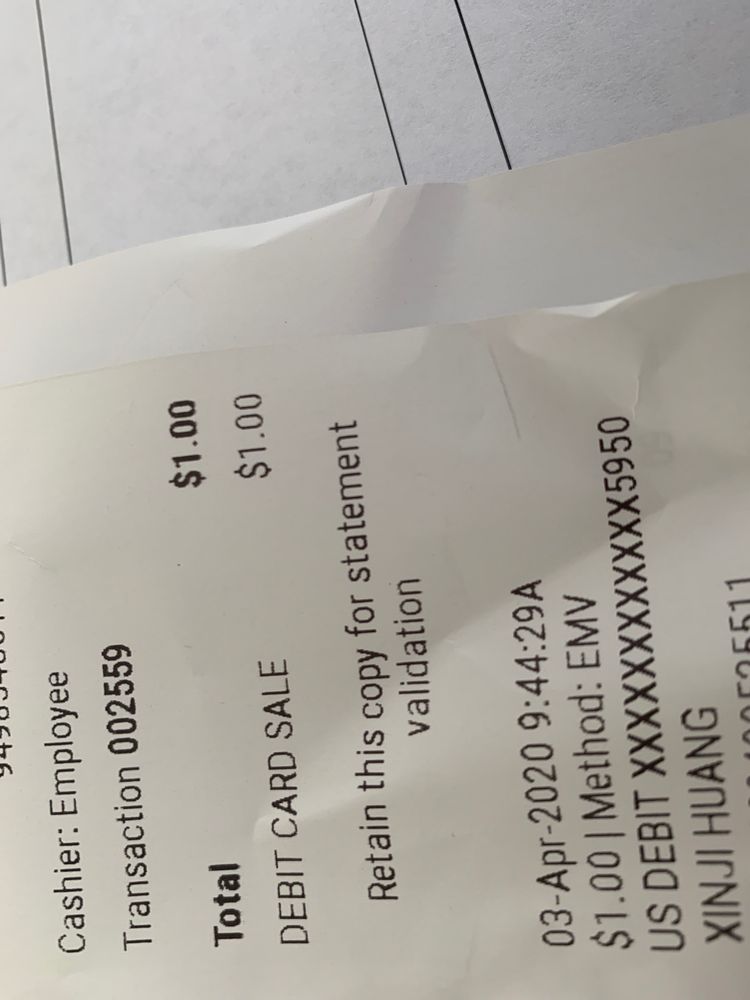 Cashier: Employee
Transaction 002559
Total $1.00
DEBIT CARD SALE $1.00
Retain this copy for statement
validation
03-Apr-2020 9:44:29A
$1.00 | Method: EMV
US DEBIT XXXXXXXXXXXX5950
XINJI HUANG